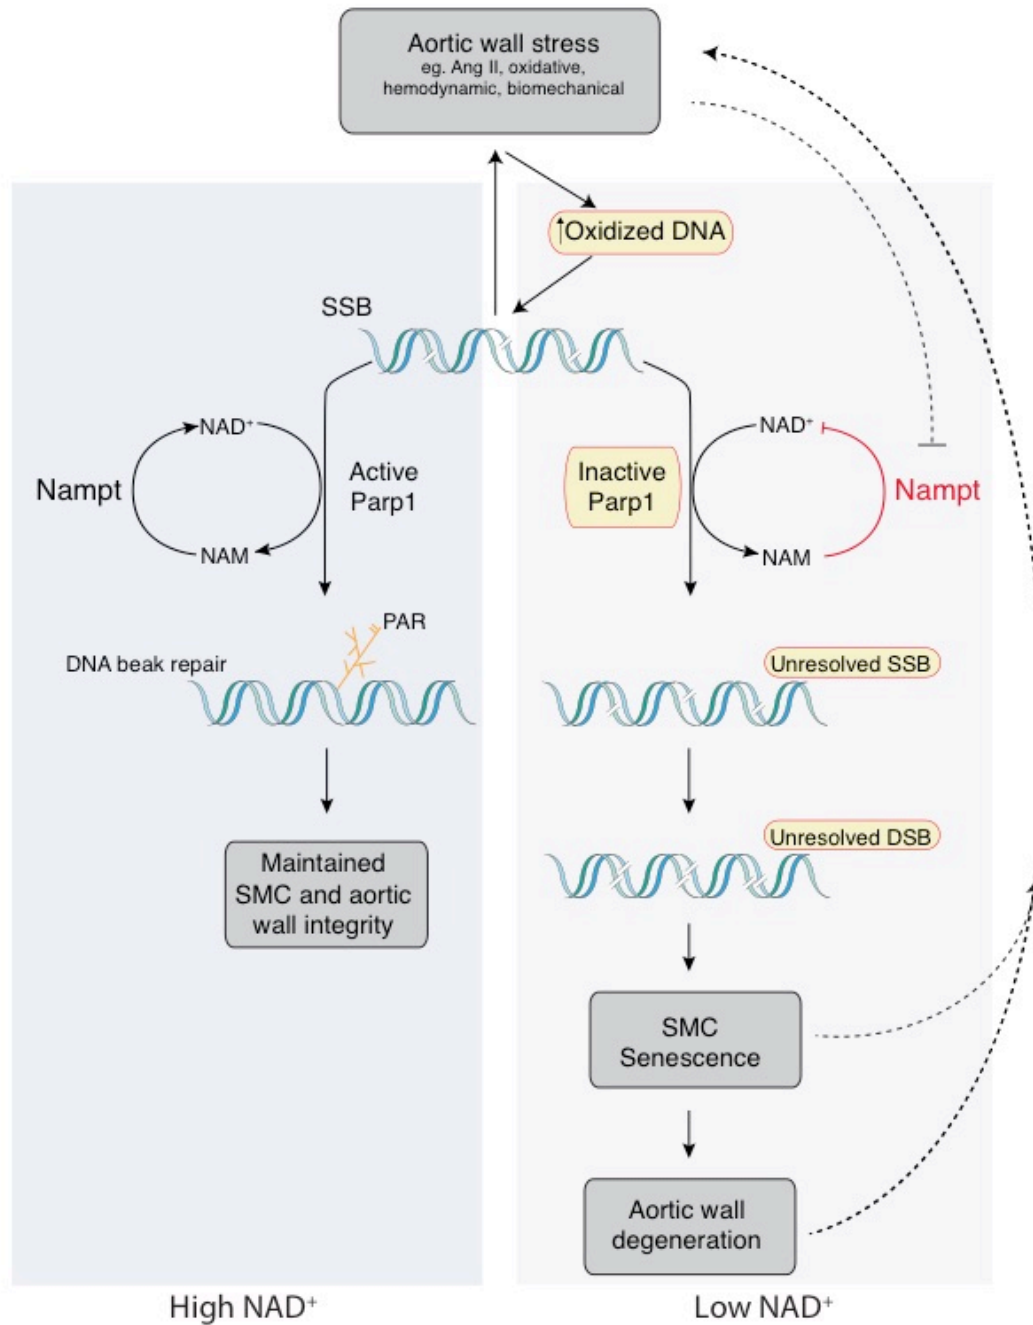 Aortic wall stress
eg. Ang II, oxidative,
hemodynamic, biomechanical
↑Oxidized DNA
SSB
NAD⁺
Nampt
Active
Parp1
NAM
Inactive
Parp1
NAD⁺
Nampt
NAM
PAR
DNA beak repair
Unresolved SSB
Unresolved DSB
Maintained
SMC and aortic
wall integrity
SMC
Senescence
Aortic wall
degeneration
High NAD⁺
Low NAD⁺